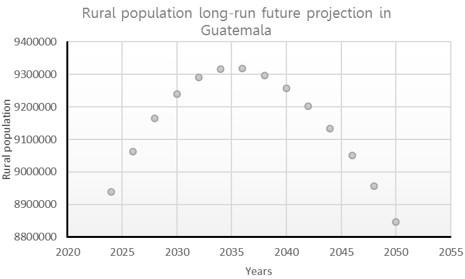 Rural population long-run future projection in
Guatemala
Rural population
9400000
9300000
9200000
9100000
9000000
8900000
8800000
2020 2025 2030 2035 2040 2045 2050 2055
Years